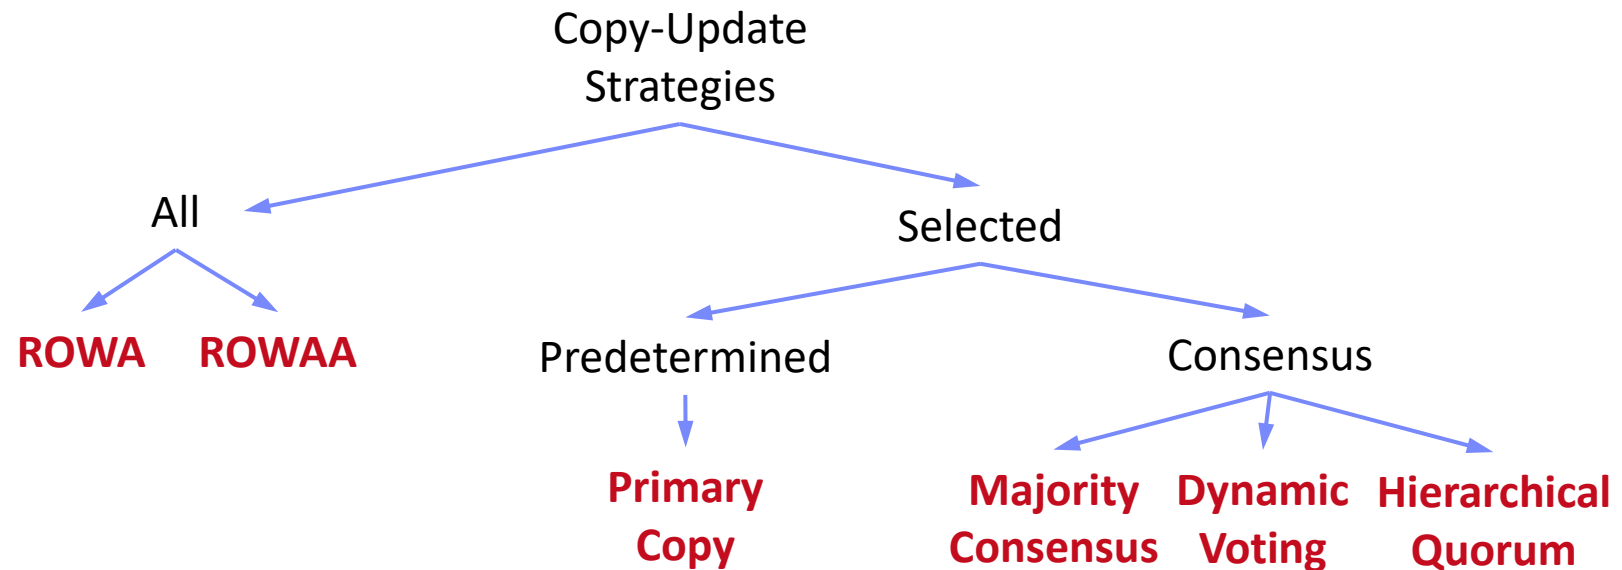 Copy-Update
Strategies
All
Selected
ROWA
ROWAA
Predetermined
Consensus
Primary
Copy
Majority
Consensus
Dynamic
Voting
Hierarchical
Quorum